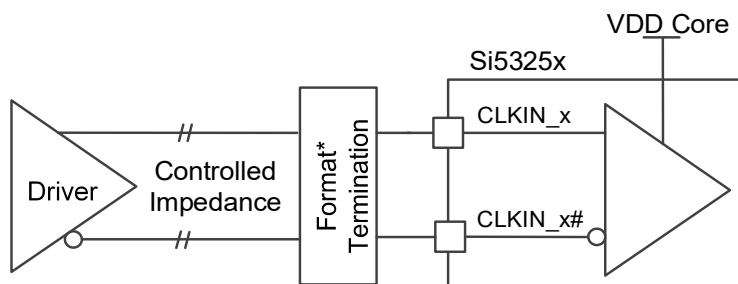 VDD Core
Si5325x
CLKIN_x
Driver
Controlled
Impedance
Format*
Termination
CLKIN_x#